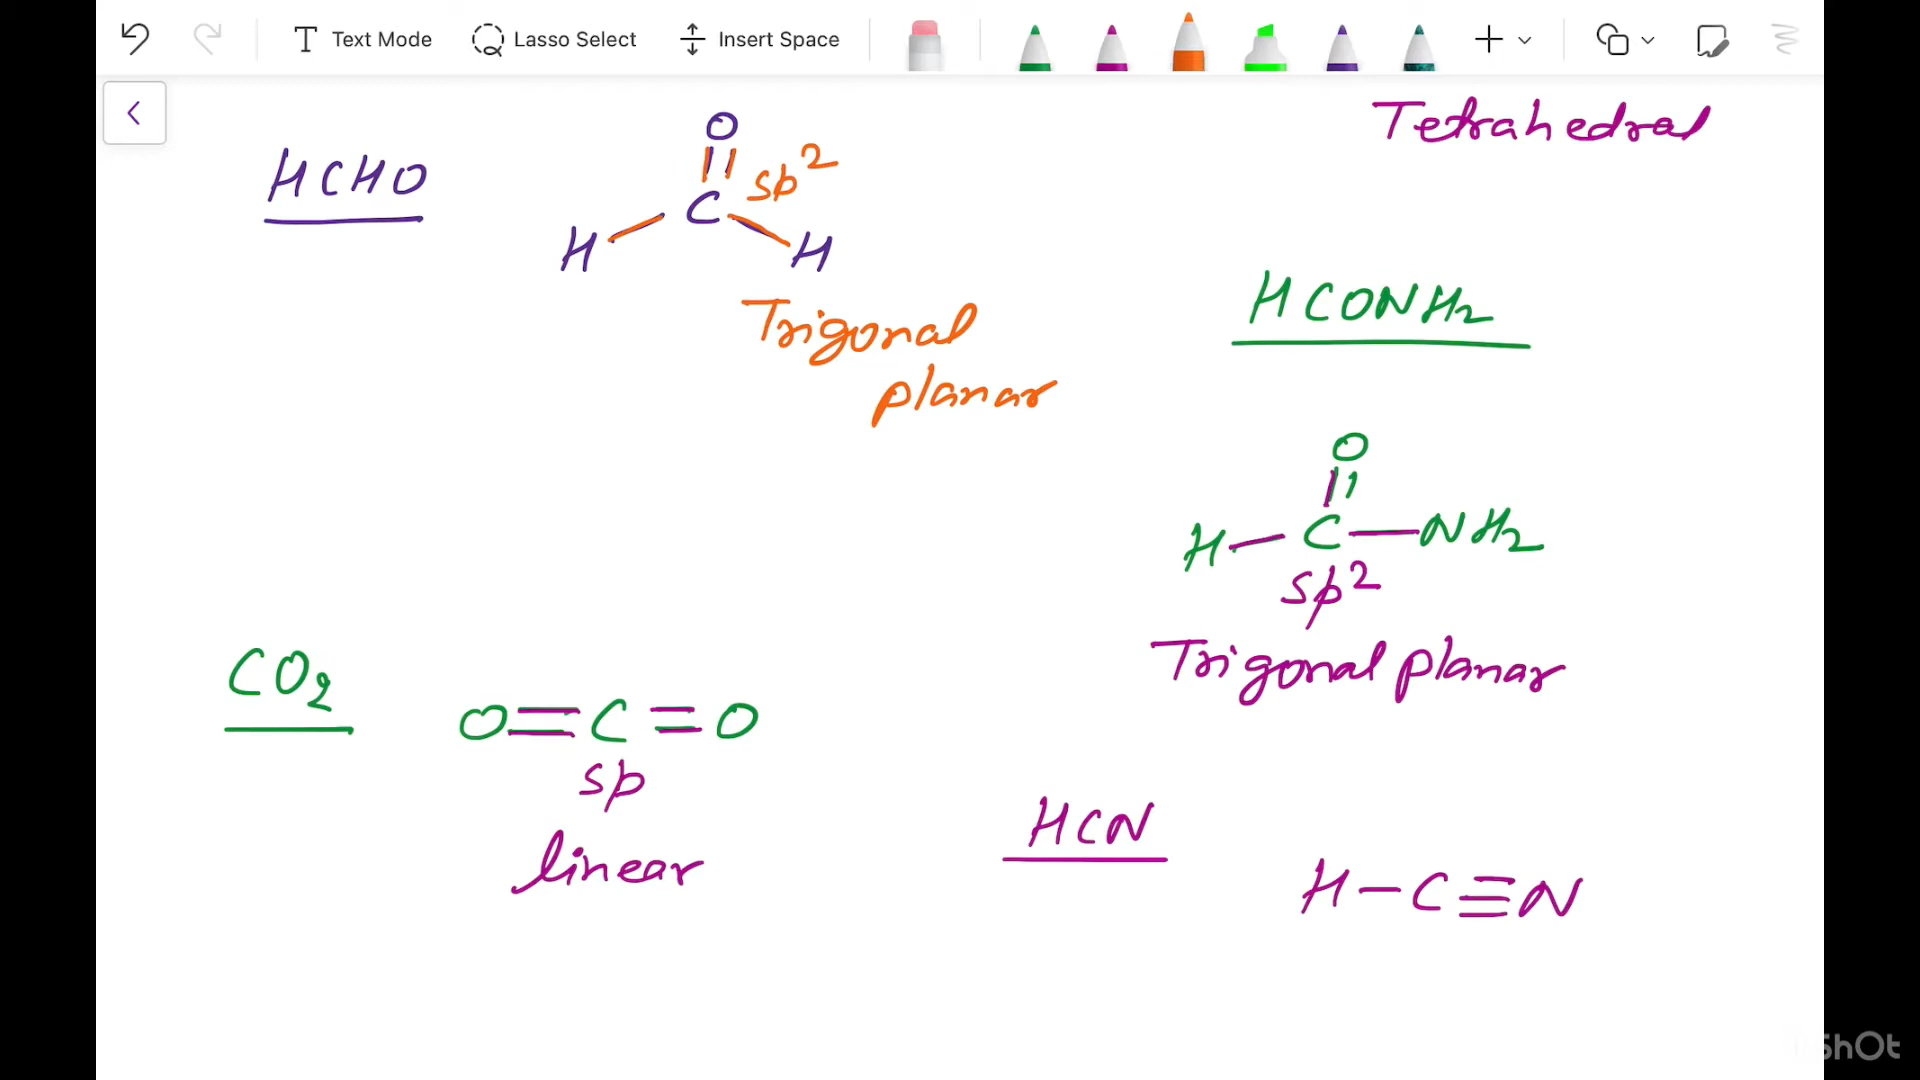 Text Mode Lasso Select Insert Space
Tetrahedral
HCHO
O
sp²
C
H H
Trigonal
planar
HCONH₂
O
H-C-NH₂
sp²
Trigonal planar
CO₂
O=C=O
sp
linear
HCN
H-C≡N
ShOt